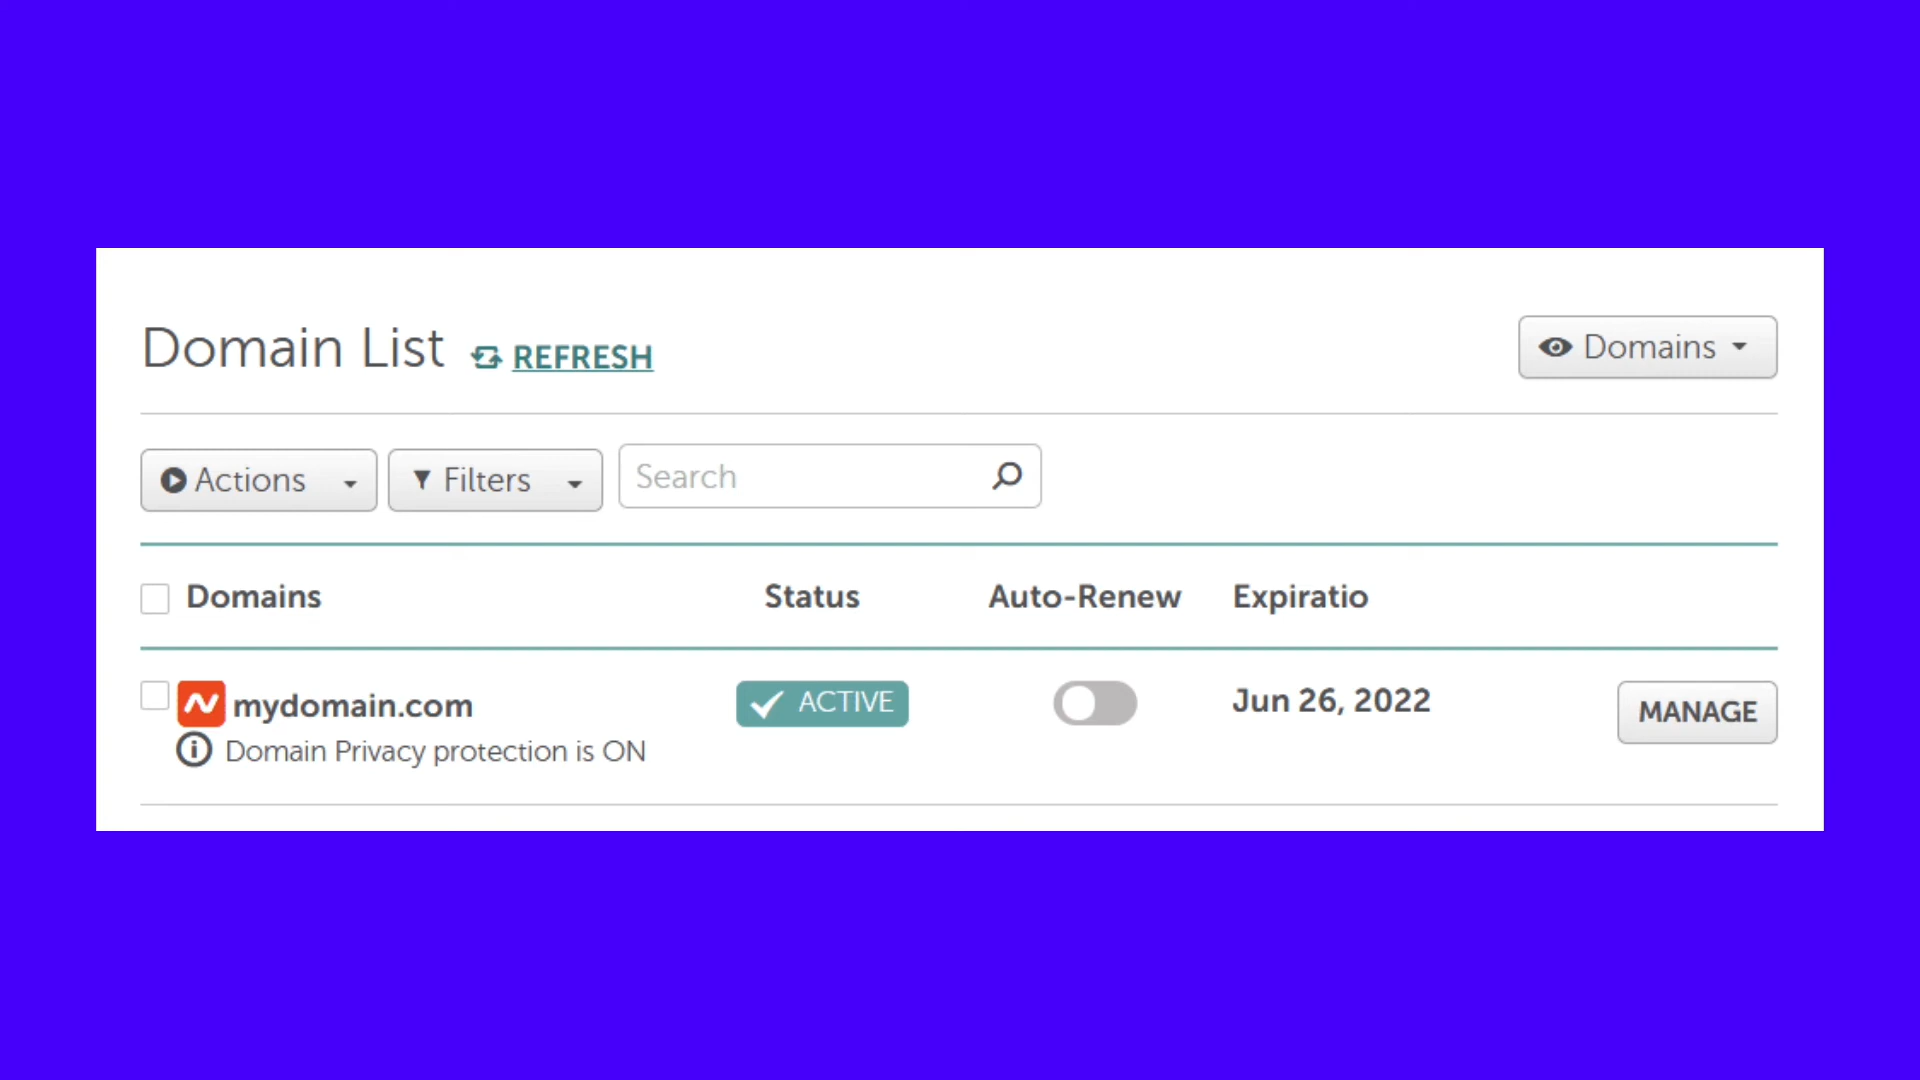 Domain List REFRESH Domains
Actions Filters Search
Domains Status Auto-Renew Expiratio
mydomain.com ACTIVE Jun 26, 2022 MANAGE
Domain Privacy protection is ON